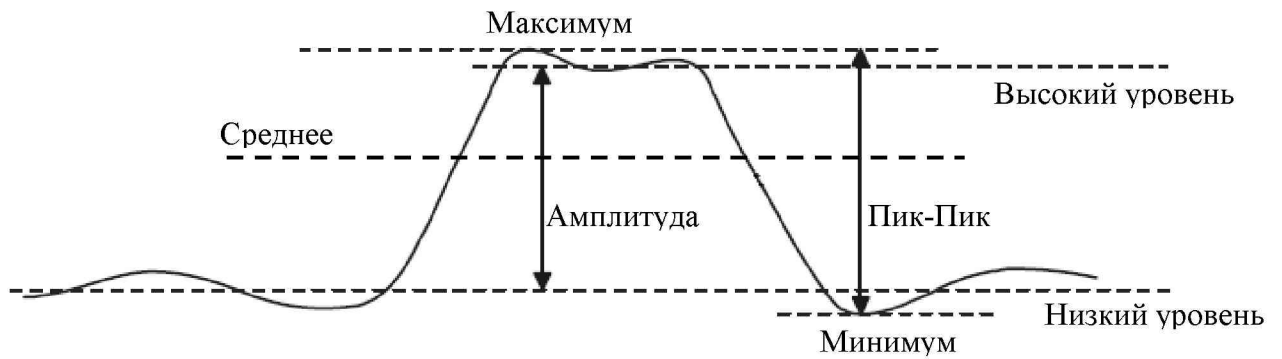 Максимум
Высокий уровень
Среднее
Амплитуда
Пик-Пик
Низкий уровень
Минимум